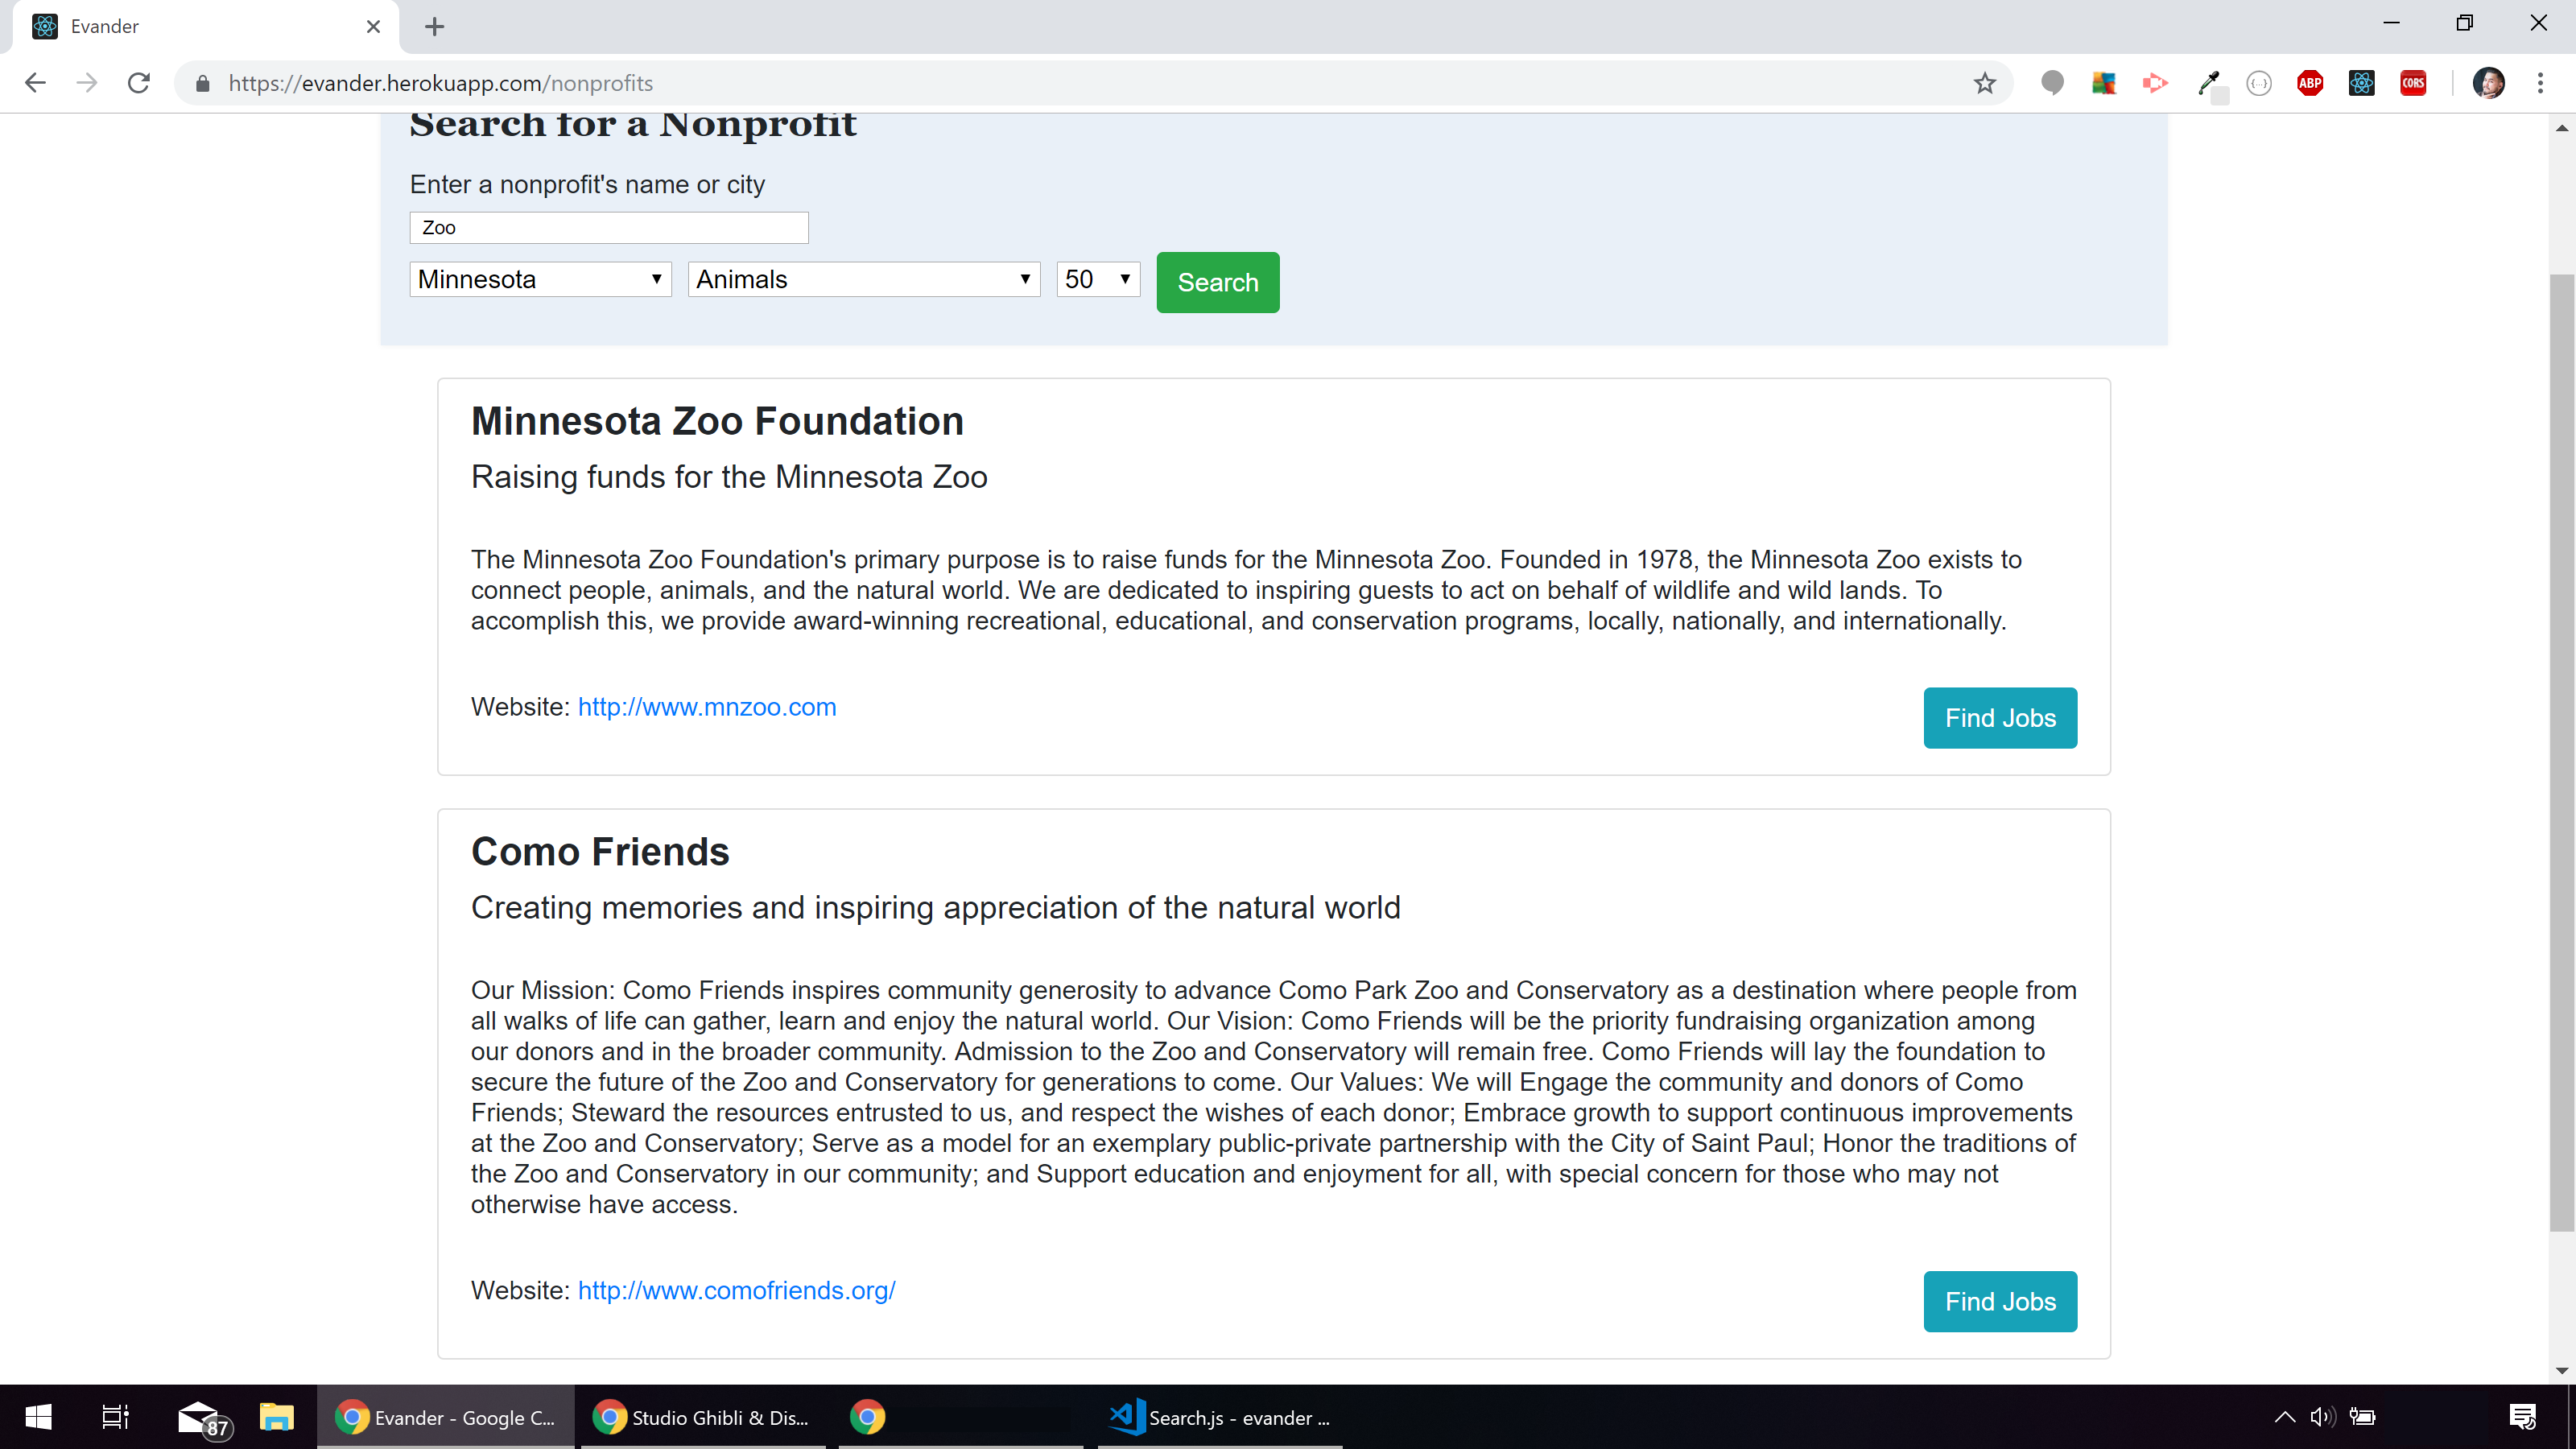 Evander
https://evander.herokuapp.com/nonprofits
ABP
CORS
Search for a Nonprofit
Enter a nonprofit's name or city
Zoo
Minnesota Animals 50 Search
Minnesota Zoo Foundation
Raising funds for the Minnesota Zoo
The Minnesota Zoo Foundation's primary purpose is to raise funds for the Minnesota Zoo. Founded in 1978, the Minnesota Zoo exists to
connect people, animals, and the natural world. We are dedicated to inspiring guests to act on behalf of wildlife and wild lands. To
accomplish this, we provide award-winning recreational, educational, and conservation programs, locally, nationally, and internationally.
Website: http://www.mnzoo.com
Find Jobs
Como Friends
Creating memories and inspiring appreciation of the natural world
Our Mission: Como Friends inspires community generosity to advance Como Park Zoo and Conservatory as a destination where people from
all walks of life can gather, learn and enjoy the natural world. Our Vision: Como Friends will be the priority fundraising organization among
our donors and in the broader community. Admission to the Zoo and Conservatory will remain free. Como Friends will lay the foundation to
secure the future of the Zoo and Conservatory for generations to come. Our Values: We will Engage the community and donors of Como
Friends; Steward the resources entrusted to us, and respect the wishes of each donor; Embrace growth to support continuous improvements
at the Zoo and Conservatory; Serve as a model for an exemplary public-private partnership with the City of Saint Paul; Honor the traditions of
the Zoo and Conservatory in our community; and Support education and enjoyment for all, with special concern for those who may not
otherwise have access.
Website: http://www.comofriends.org/
Find Jobs
87
Evander - Google C...
Studio Ghibli & Dis...
Search.js - evander ...